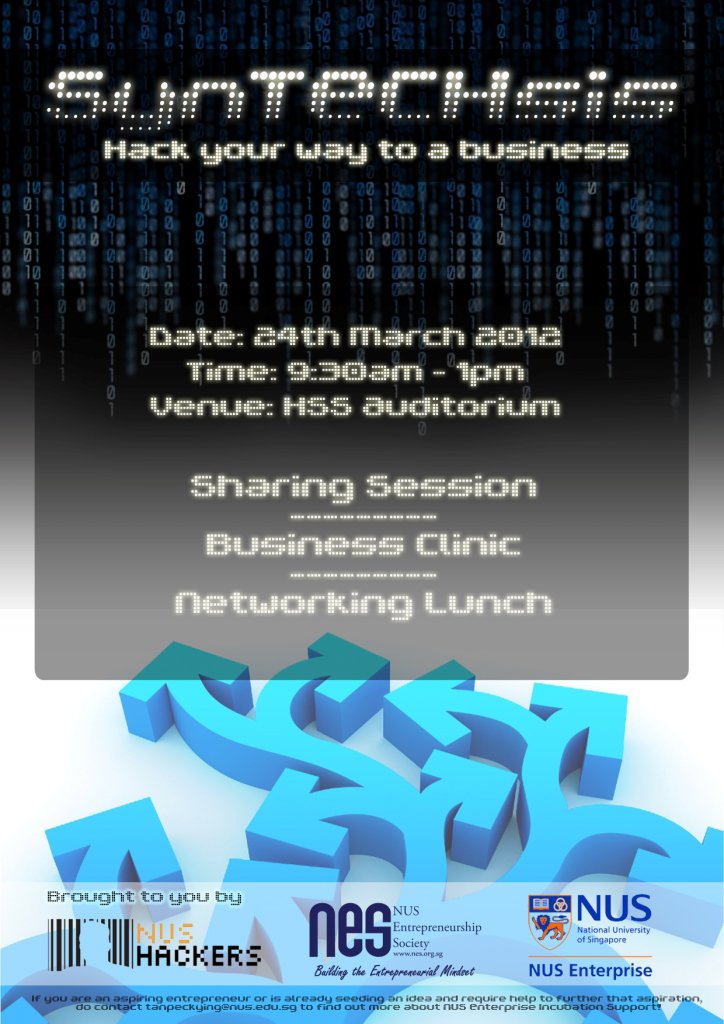 SynTECHsis
Hack your way to a business
Date: 24th March 2012
Time: 9:30am - 1pm
Venue: HSS Auditorium
Sharing Session
Business Clinic
Networking Lunch
Brought to you by
NUS
HACKERS
nes
NUS
Entrepreneurship
Society
www.nes.org.sg
Building the Entrepreneurial Mindset
NUS
National University
of Singapore
NUS Enterprise
If you are an aspiring entrepreneur or is already seeding an idea and require help to further that aspiration,
do contact tanpeckying@nus.edu.sg to find out more about NUS Enterprise Incubation Support!